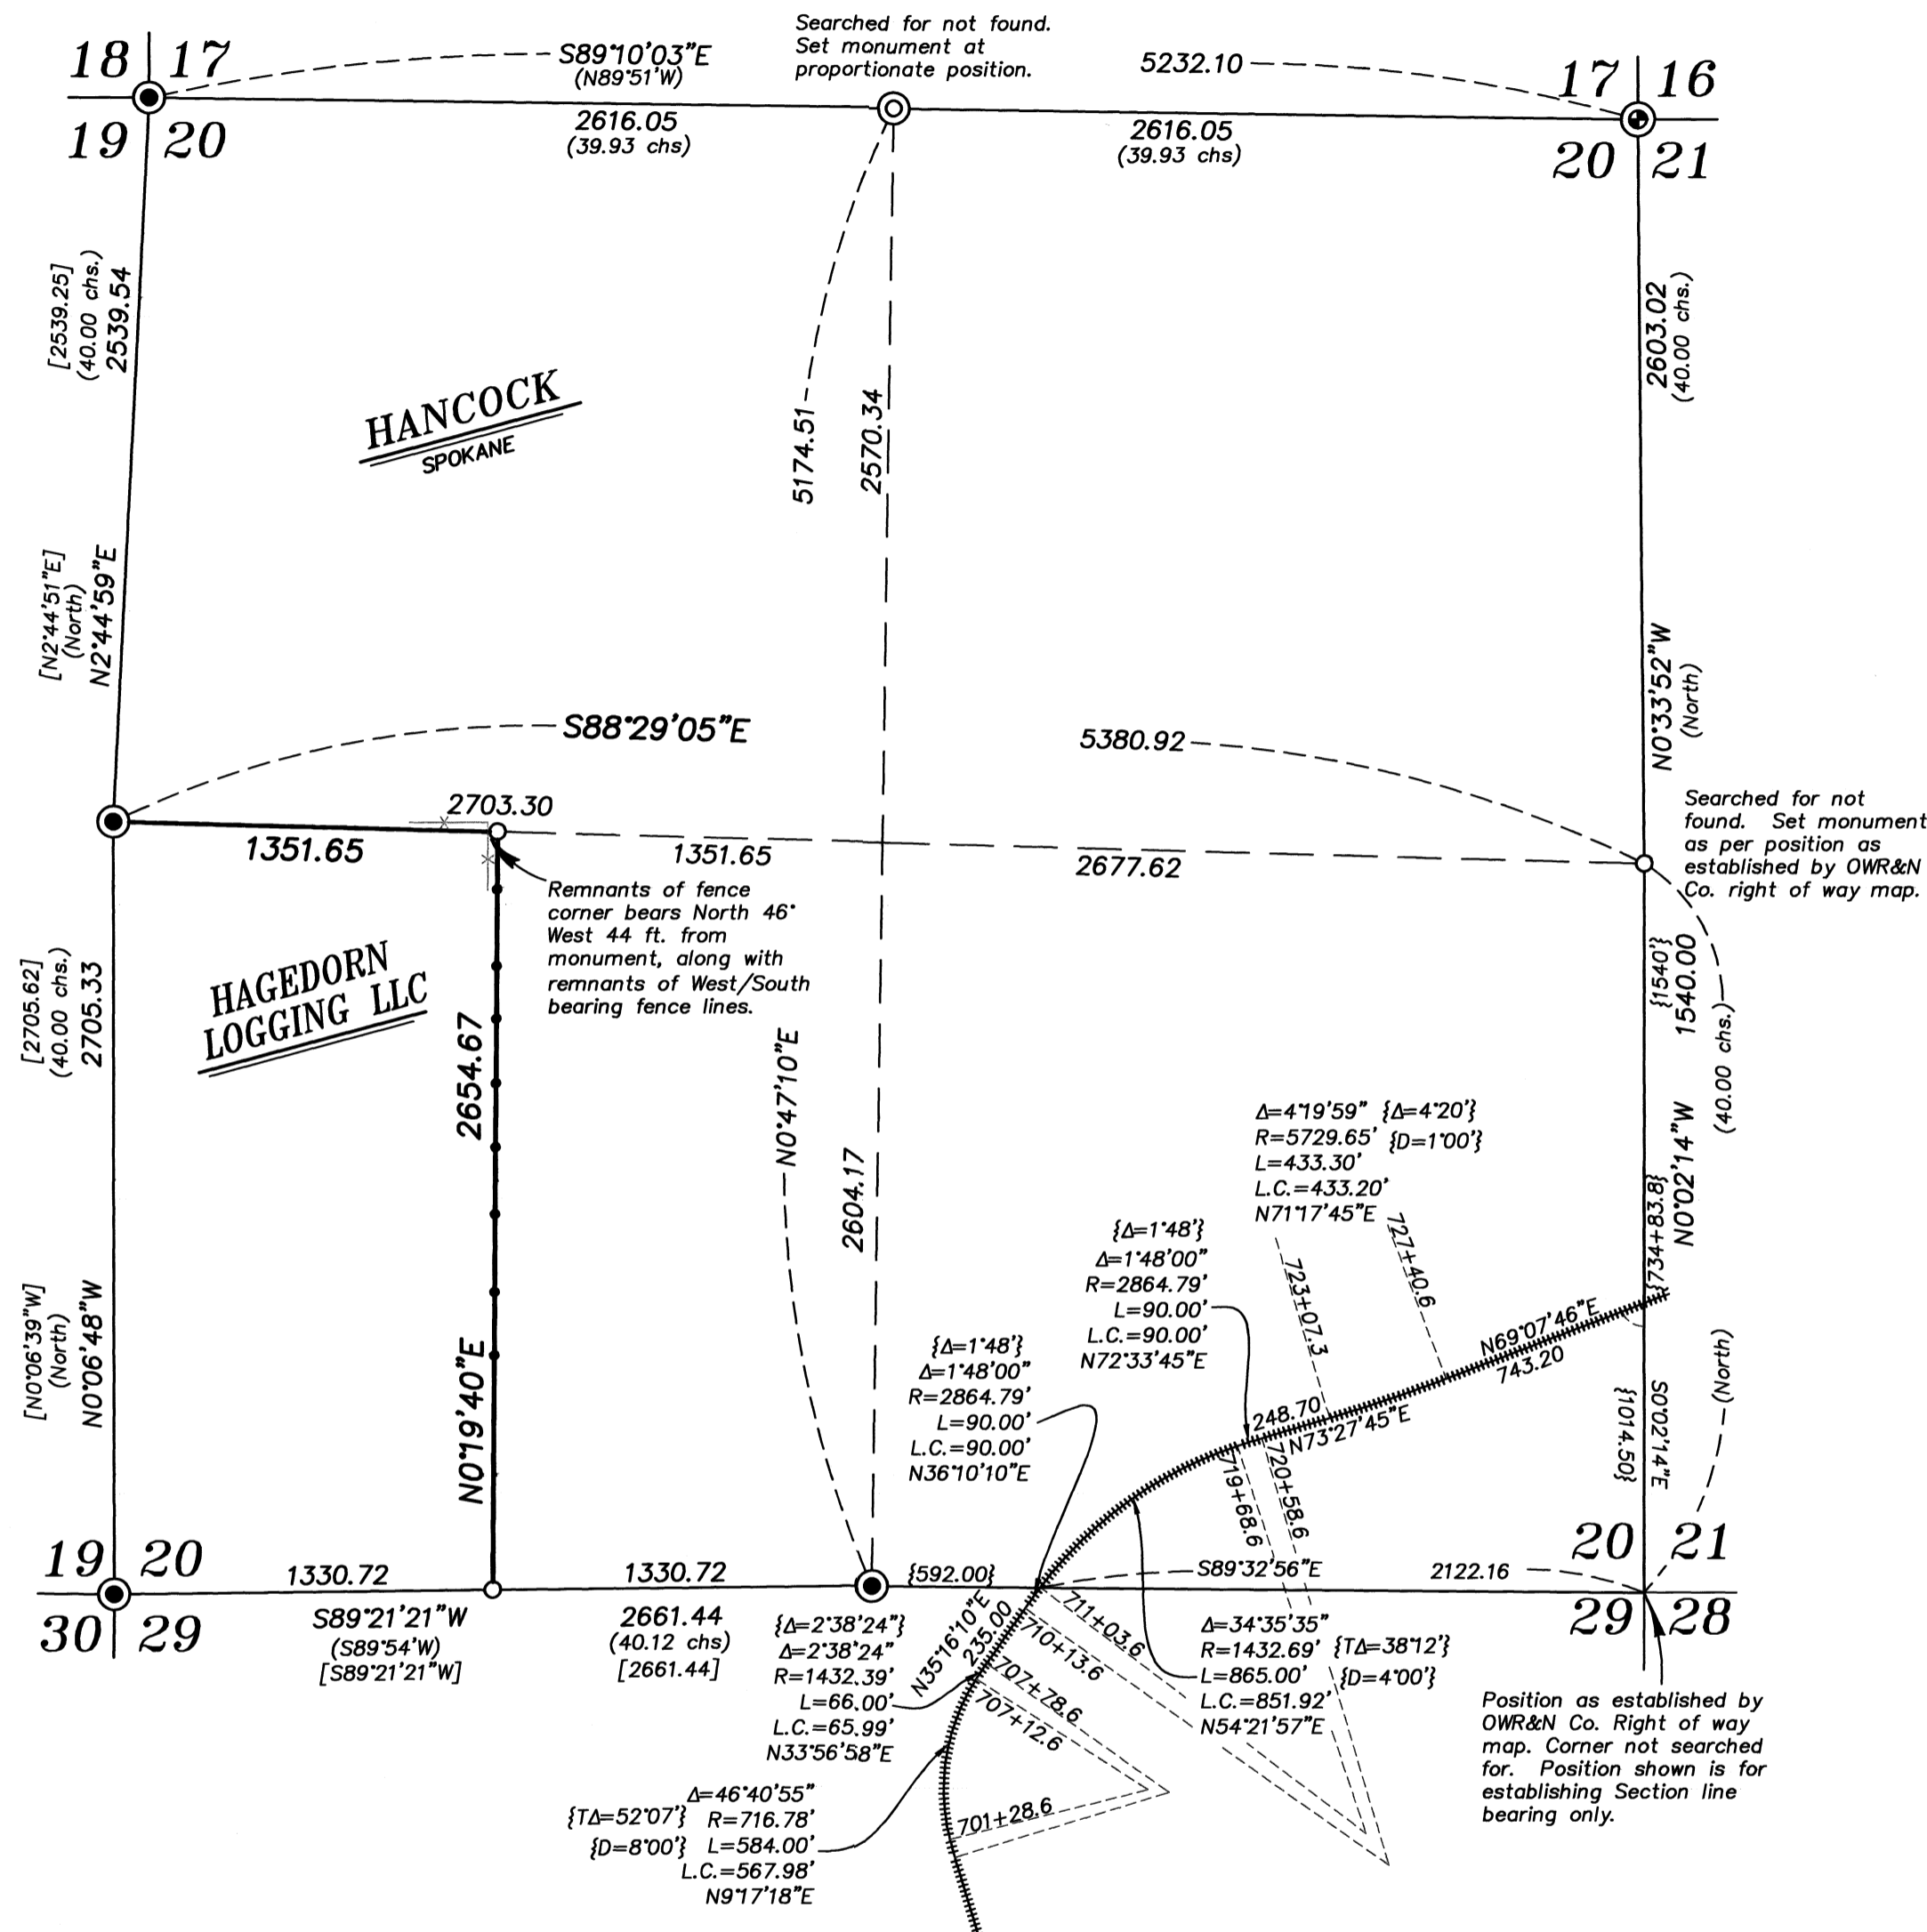 Searched for not found.
Set monument at
proportionate position.
18 17
19 20
S89°10'03"E
(N89°51'W)
2616.05
(39.93 chs)
5232.10
2616.05
(39.93 chs)
17 16
20 21
[2539.25]
(40.00 chs.)
2539.54
[N2°44'51"E]
(North)
N2°44'59"E
HANCOCK
SPOKANE
5174.51
2570.34
2603.02
(40.00 chs.)
N0°33'52"W
(North)
S88°29'05"E
5380.92
2703.30
1351.65
1351.65
2677.62
Searched for not
found. Set monument
as per position as
established by OWR&N
Co. right of way map.
Remnants of fence
corner bears North 46°
West 44 ft. from
monument, along with
remnants of West/South
bearing fence lines.
HAGEDORN
LOGGING LLC
[2705.62]
(40.00 chs.)
2705.33
[N0°06'39"W]
(North)
N0°06'48"W
2654.67
N0°19'40"E
N0°47'10"E
2604.17
{1540'}
1540.00
(40.00 chs.)
N0°02'14"W
{734+83.8}
Δ=4°19'59" {Δ=4°20'}
R=5729.65' {D=1°00'}
L=433.30'
L.C.=433.20'
N71°17'45"E
727+40.6
723+07.3
{Δ=1°48'}
Δ=1°48'00"
R=2864.79'
L=90.00'
L.C.=90.00'
N72°33'45"E
{Δ=1°48'}
Δ=1°48'00"
R=2864.79'
L=90.00'
L.C.=90.00'
N36°10'10"E
N69°07'46"E
743.20
248.70
N73°27'45"E
719+68.6
720+58.6
S0°02'14"E
{1014.50}
(North)
19 20
30 29
1330.72
1330.72
S89°21'21"W
(S89°54'W)
[S89°21'21"W]
2661.44
(40.12 chs)
[2661.44]
{592.00}
S89°32'56"E
2122.16
20 21
29 28
N35°16'10"E
235.00
711+03.6
710+13.6
707+78.6
707+12.6
701+28.6
{Δ=2°38'24"}
Δ=2°38'24"
R=1432.39'
L=66.00'
L.C.=65.99'
N33°56'58"E
Δ=34°35'35"
R=1432.69' {TΔ=38°12'}
L=865.00' {D=4°00'}
L.C.=851.92'
N54°21'57"E
Δ=46°40'55"
{TΔ=52°07'} R=716.78'
{D=8°00'} L=584.00'
L.C.=567.98'
N9°17'18"E
Position as established by
OWR&N Co. Right of way
map. Corner not searched
for. Position shown is for
establishing Section line
bearing only.